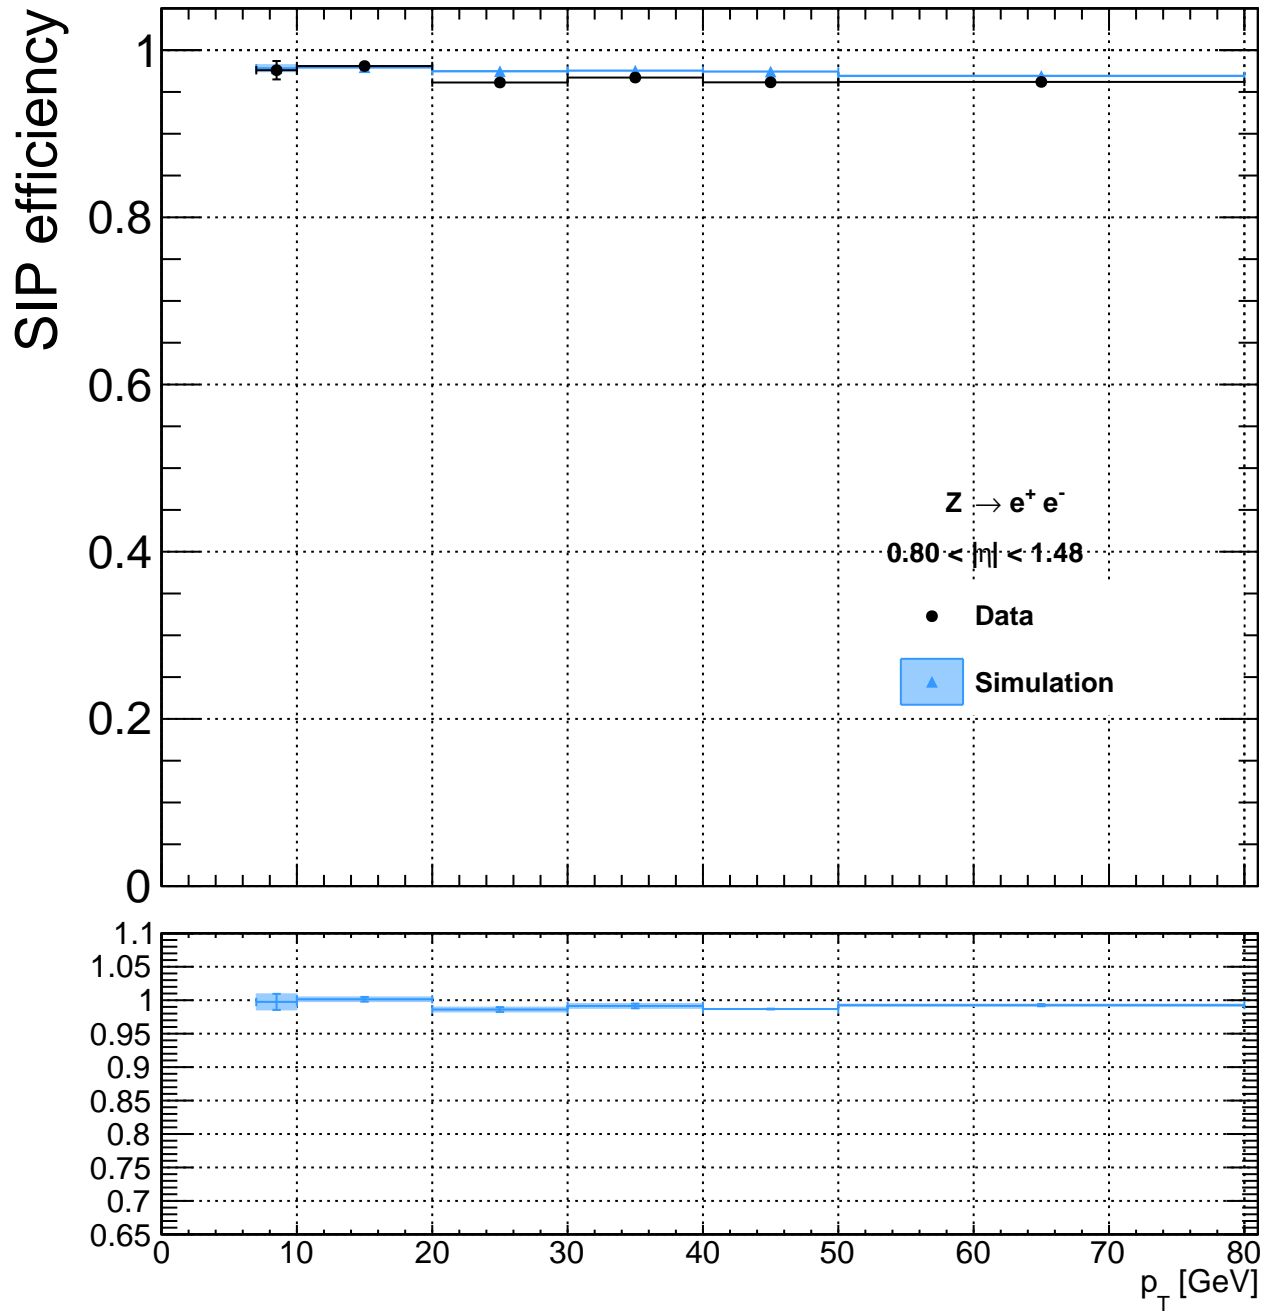 SIP efficiency
1
0.8
0.6
0.4
0.2
0
Z → e+ e-
0.80 < |η| < 1.48
Data
Simulation
1.1
1.05
1
0.95
0.9
0.85
0.8
0.75
0.7
0.65
0 10 20 30 40 50 60 70 80
p_T [GeV]